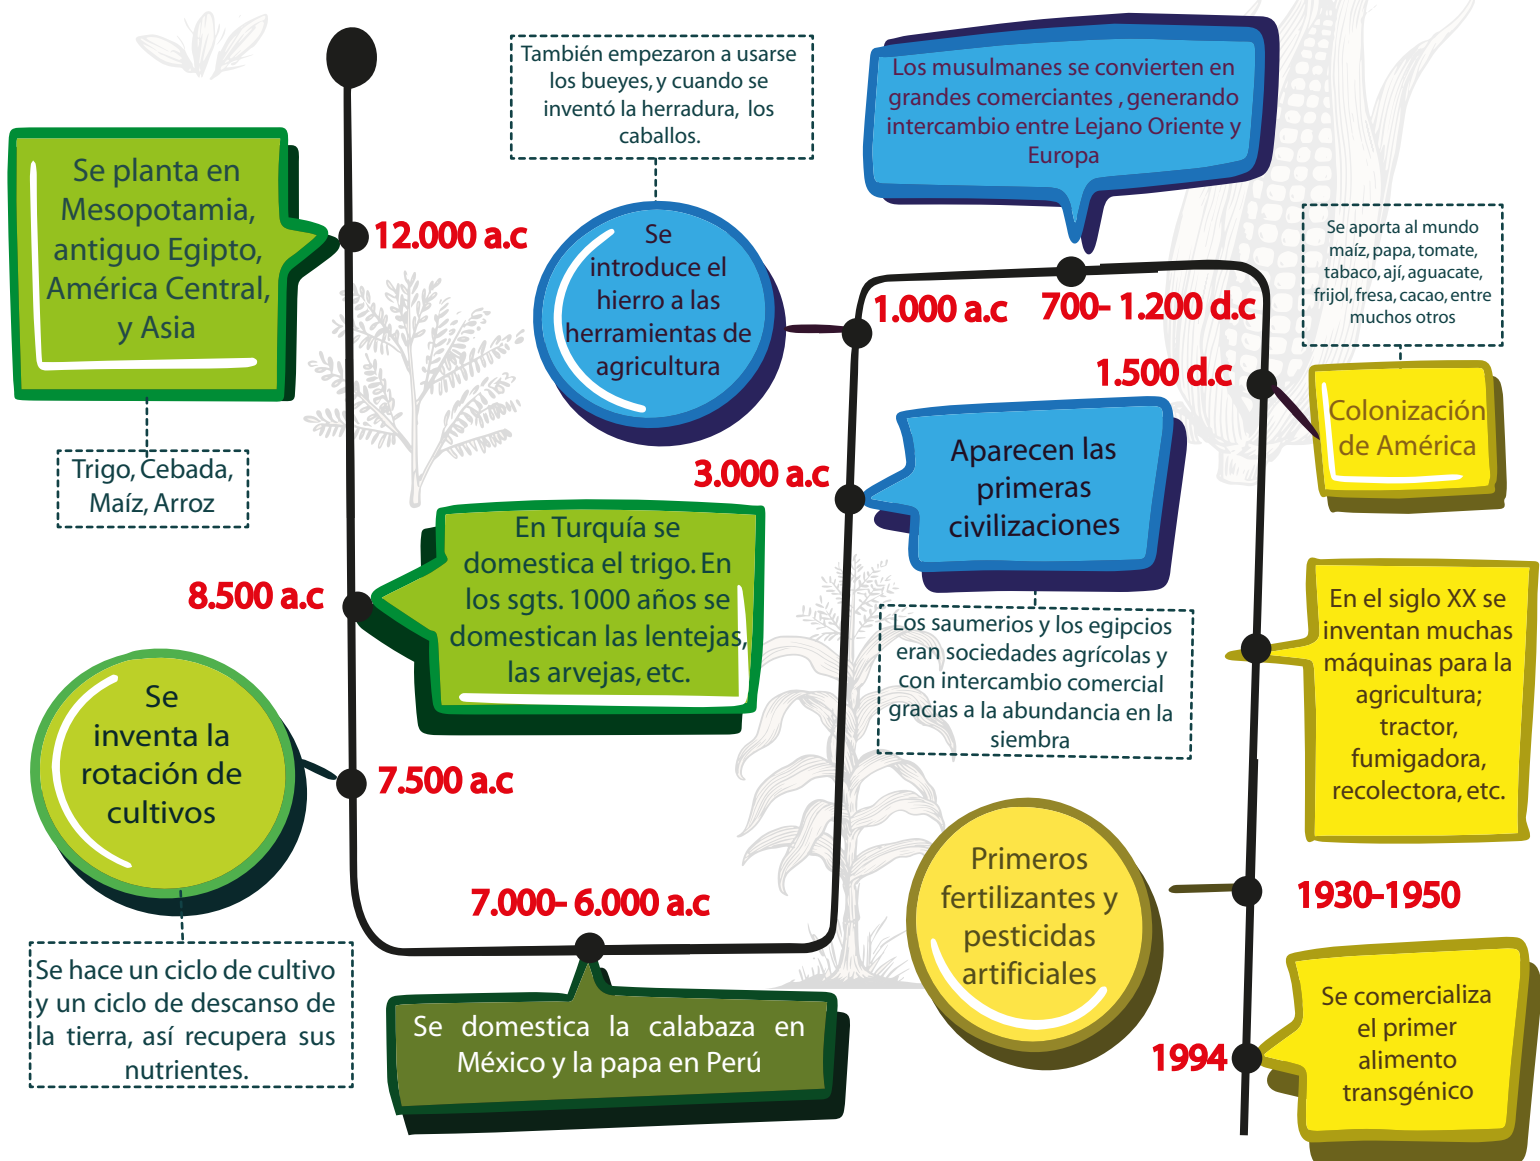 Se planta en
Mesopotamia,
antiguo Egipto,
América Central,
y Asia
12.000 a.c
Trigo, Cebada,
Maíz, Arroz
8.500 a.c
En Turquía se
domestica el trigo. En
los sgts. 1000 años se
domestican las lentejas,
las arvejas, etc.
Se
inventa la
rotación de
cultivos
7.500 a.c
Se hace un ciclo de cultivo
y un ciclo de descanso de
la tierra, así recupera sus
nutrientes.
7.000- 6.000 a.c
Se domestica la calabaza en
México y la papa en Perú
3.000 a.c
Aparecen las
primeras
civilizaciones
Los saumerios y los egipcios
eran sociedades agrícolas y
con intercambio comercial
gracias a la abundancia en la
siembra
También empezaron a usarse
los bueyes, y cuando se
inventó la herradura, los
caballos.
Se
introduce el
hierro a las
herramientas de
agricultura
1.000 a.c
Los musulmanes se convierten en
grandes comerciantes , generando
intercambio entre Lejano Oriente y
Europa
700- 1.200 d.c
Se aporta al mundo
maíz, papa, tomate,
tabaco, ají, aguacate,
frijol, fresa, cacao, entre
muchos otros
1.500 d.c
Colonización
de América
En el siglo XX se
inventan muchas
máquinas para la
agricultura;
tractor,
fumigadora,
recolectora, etc.
Primeros
fertilizantes y
pesticidas
artificiales
1930-1950
1994
Se comercializa
el primer
alimento
transgénico